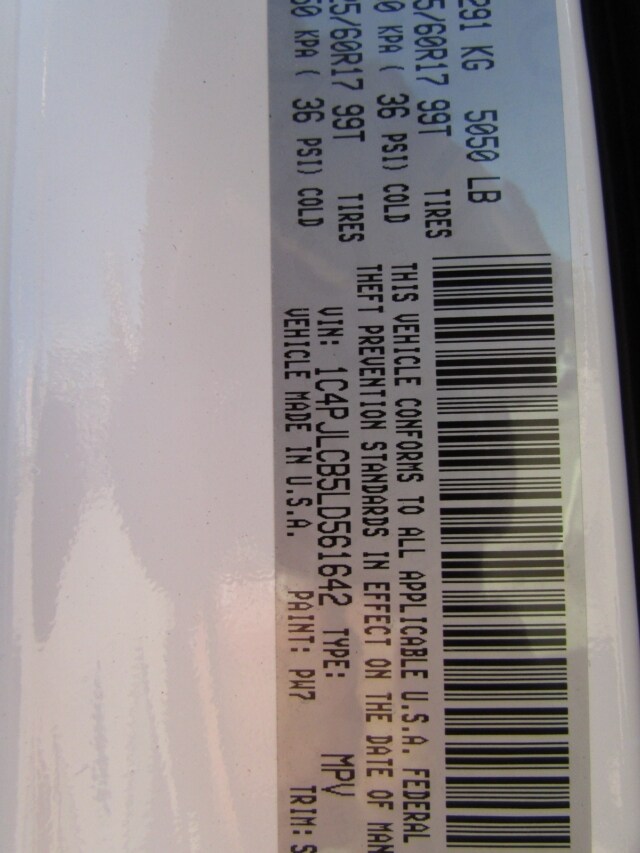 291 KG 5050 LB
5/60R17 99T TIRES
0 KPA ( 36 PSI) COLD
25/60R17 99T TIRES
50 KPA ( 36 PSI) COLD
THIS VEHICLE CONFORMS TO ALL APPLICABLE U.S.A. FEDERAL
THEFT PREVENTION STANDARDS IN EFFECT ON THE DATE OF MAN
VIN: 1C4PJLCB5LD561642 TYPE: MPV
VEHICLE MADE IN U.S.A. PAINT: PW7 TRIM: S